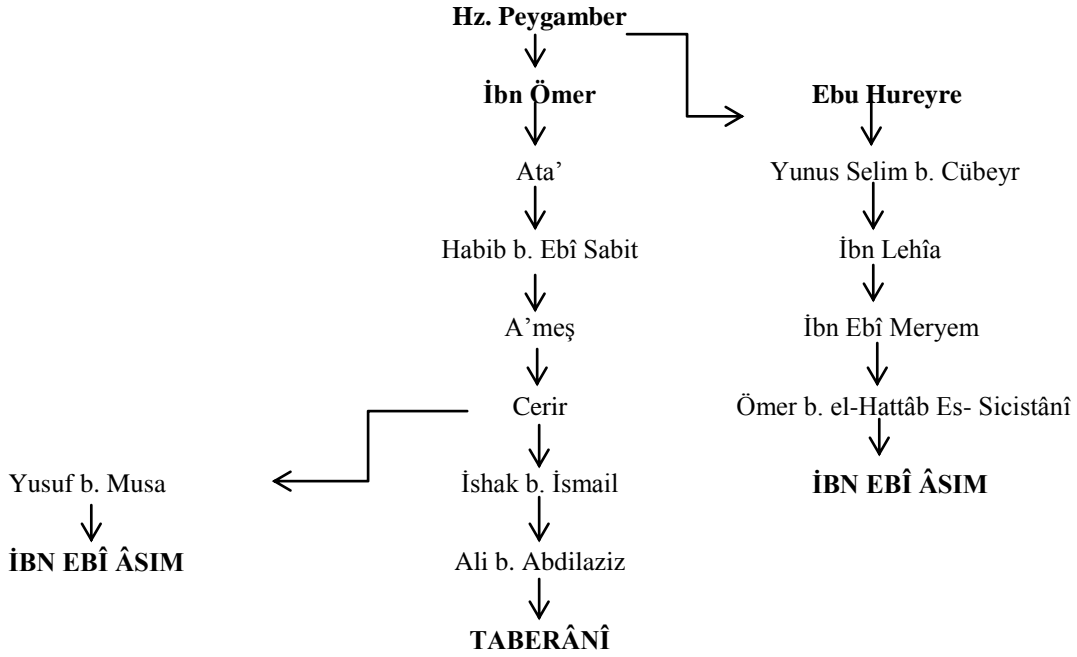 Hz. Peygamber
İbn Ömer Ebu Hureyre
Ata’ Yunus Selim b. Cübeyr
Habib b. Ebî Sabit İbn Lehîa
A’meş İbn Ebî Meryem
Cerir Ömer b. el-Hattâb Es- Sicistânî
Yusuf b. Musa İshak b. İsmail İBN EBÎ ÂSIM
İBN EBÎ ÂSIM Ali b. Abdilaziz
TABERÂNÎ